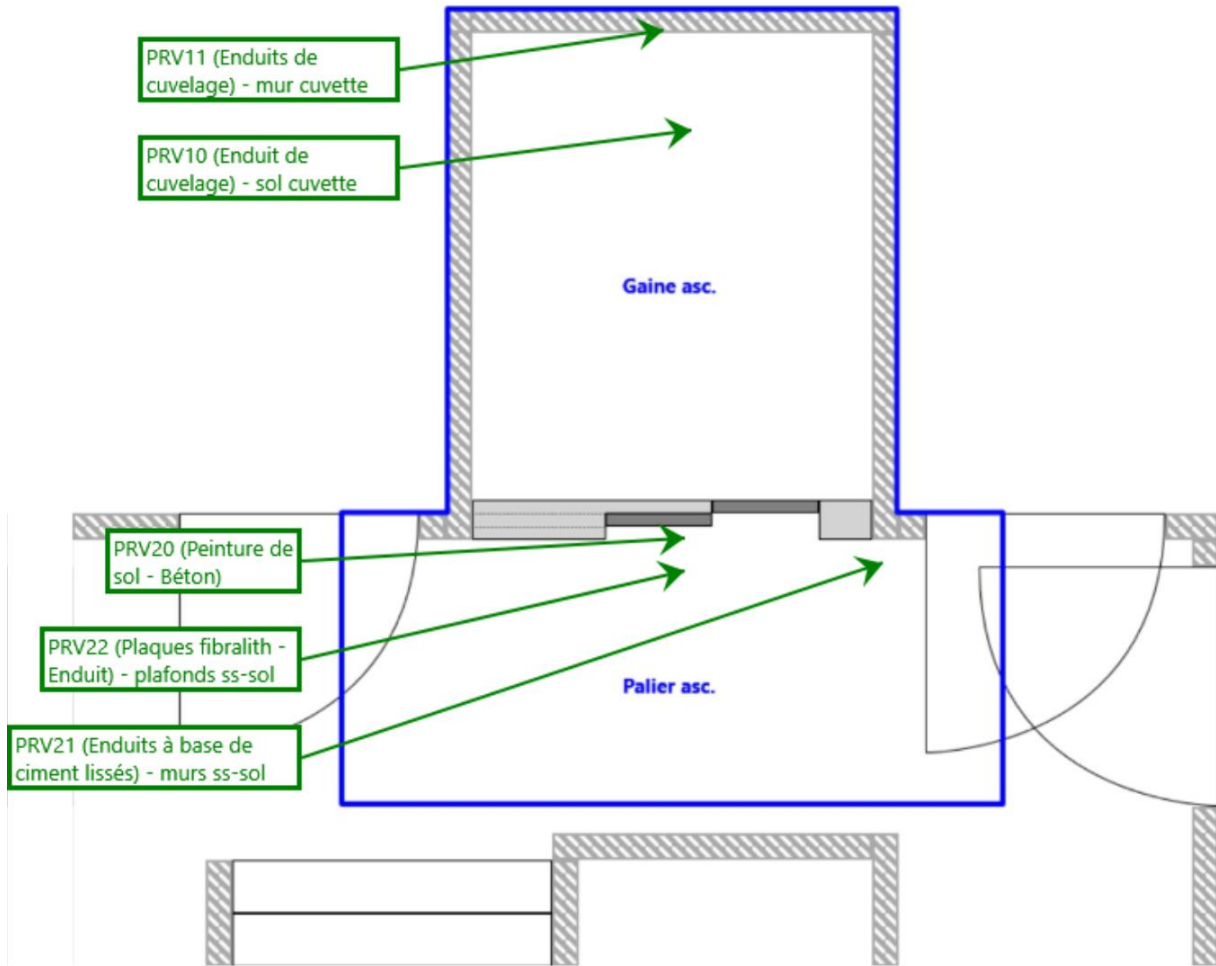 PRV11 (Enduits de
cuvelage) - mur cuvette
PRV10 (Enduit de
cuvelage) - sol cuvette
Gaine asc.
PRV20 (Peinture de
sol - Béton)
PRV22 (Plaques fibralith -
Enduit) - plafonds ss-sol
Palier asc.
PRV21 (Enduits à base de
ciment lissés) - murs ss-sol